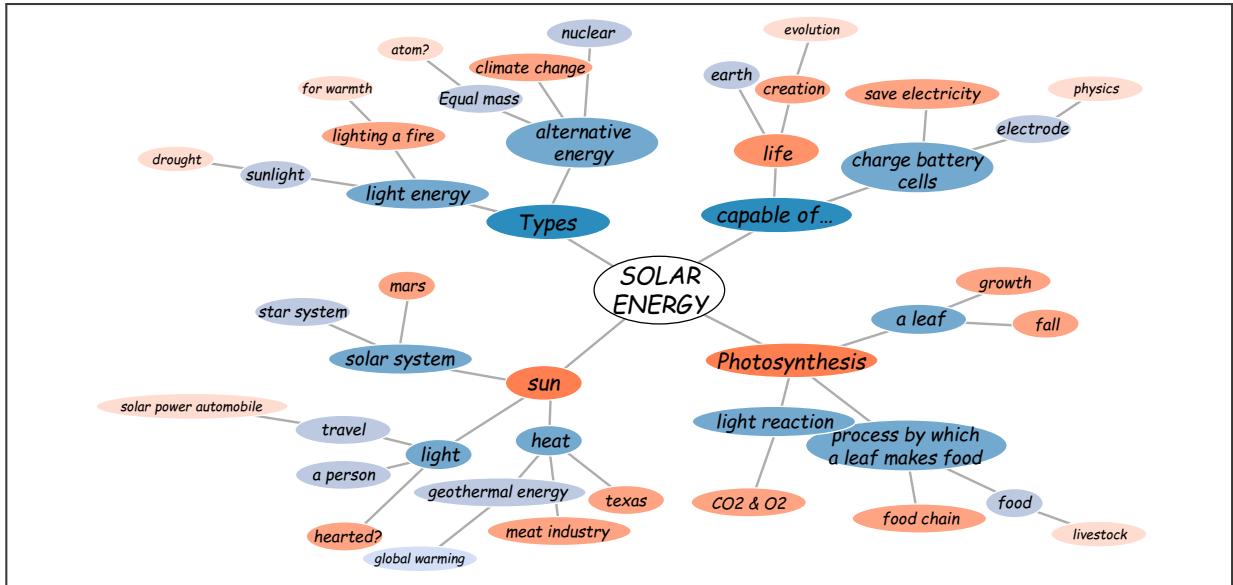 evolution
nuclear
atom?
climate change
earth
creation
save electricity
physics
for warmth
Equal mass
electrode
lighting a fire
alternative
energy
life
drought
sunlight
charge battery
cells
light energy
Types
capable of...
SOLAR
ENERGY
mars
growth
star system
a leaf
fall
solar system
Photosynthesis
sun
solar power automobile
travel
light reaction
heat
process by which
a leaf makes food
light
a person
geothermal energy
texas
CO2 & O2
food
hearted?
meat industry
food chain
livestock
global warming